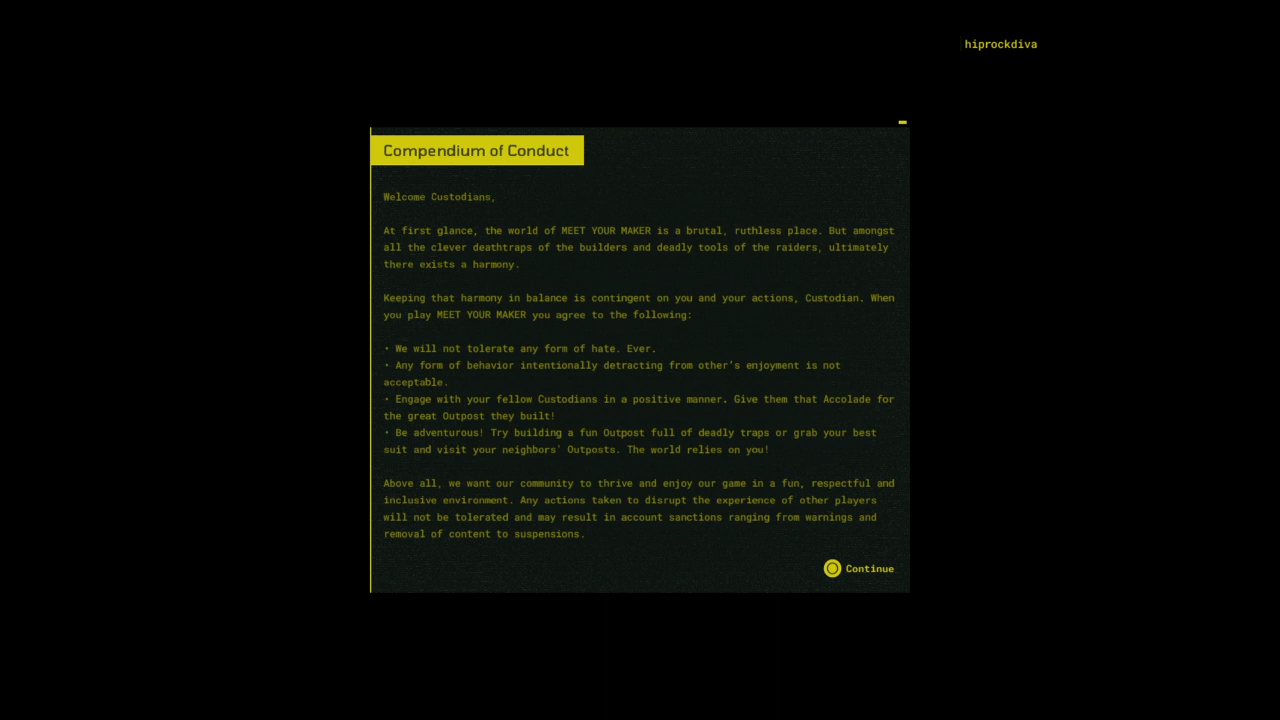 hiprockdiva
Compendium of Conduct
Welcome Custodians,
At first glance, the world of MEET YOUR MAKER is a brutal, ruthless place. But amongst
all the clever deathtraps of the builders and deadly tools of the raiders, ultimately
there exists a harmony.
Keeping that harmony in balance is contingent on you and your actions, Custodian. When
you play MEET YOUR MAKER you agree to the following:
• We will not tolerate any form of hate. Ever.
• Any form of behavior intentionally detracting from other’s enjoyment is not
acceptable.
• Engage with your fellow Custodians in a positive manner. Give them that Accolade for
the great Outpost they built!
• Be adventurous! Try building a fun Outpost full of deadly traps or grab your best
suit and visit your neighbors' Outposts. The world relies on you!
Above all, we want our community to thrive and enjoy our game in a fun, respectful and
inclusive environment. Any actions taken to disrupt the experience of other players
will not be tolerated and may result in account sanctions ranging from warnings and
removal of content to suspensions.
Continue